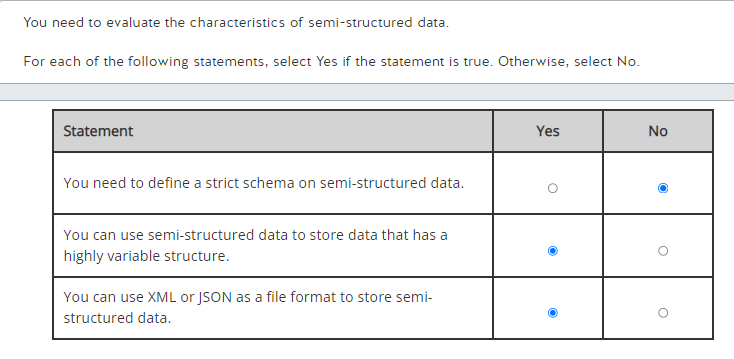 You need to evaluate the characteristics of semi-structured data.
For each of the following statements, select Yes if the statement is true. Otherwise, select No.
Statement Yes No
You need to define a strict schema on semi-structured data.
You can use semi-structured data to store data that has a
highly variable structure.
You can use XML or JSON as a file format to store semi-
structured data.